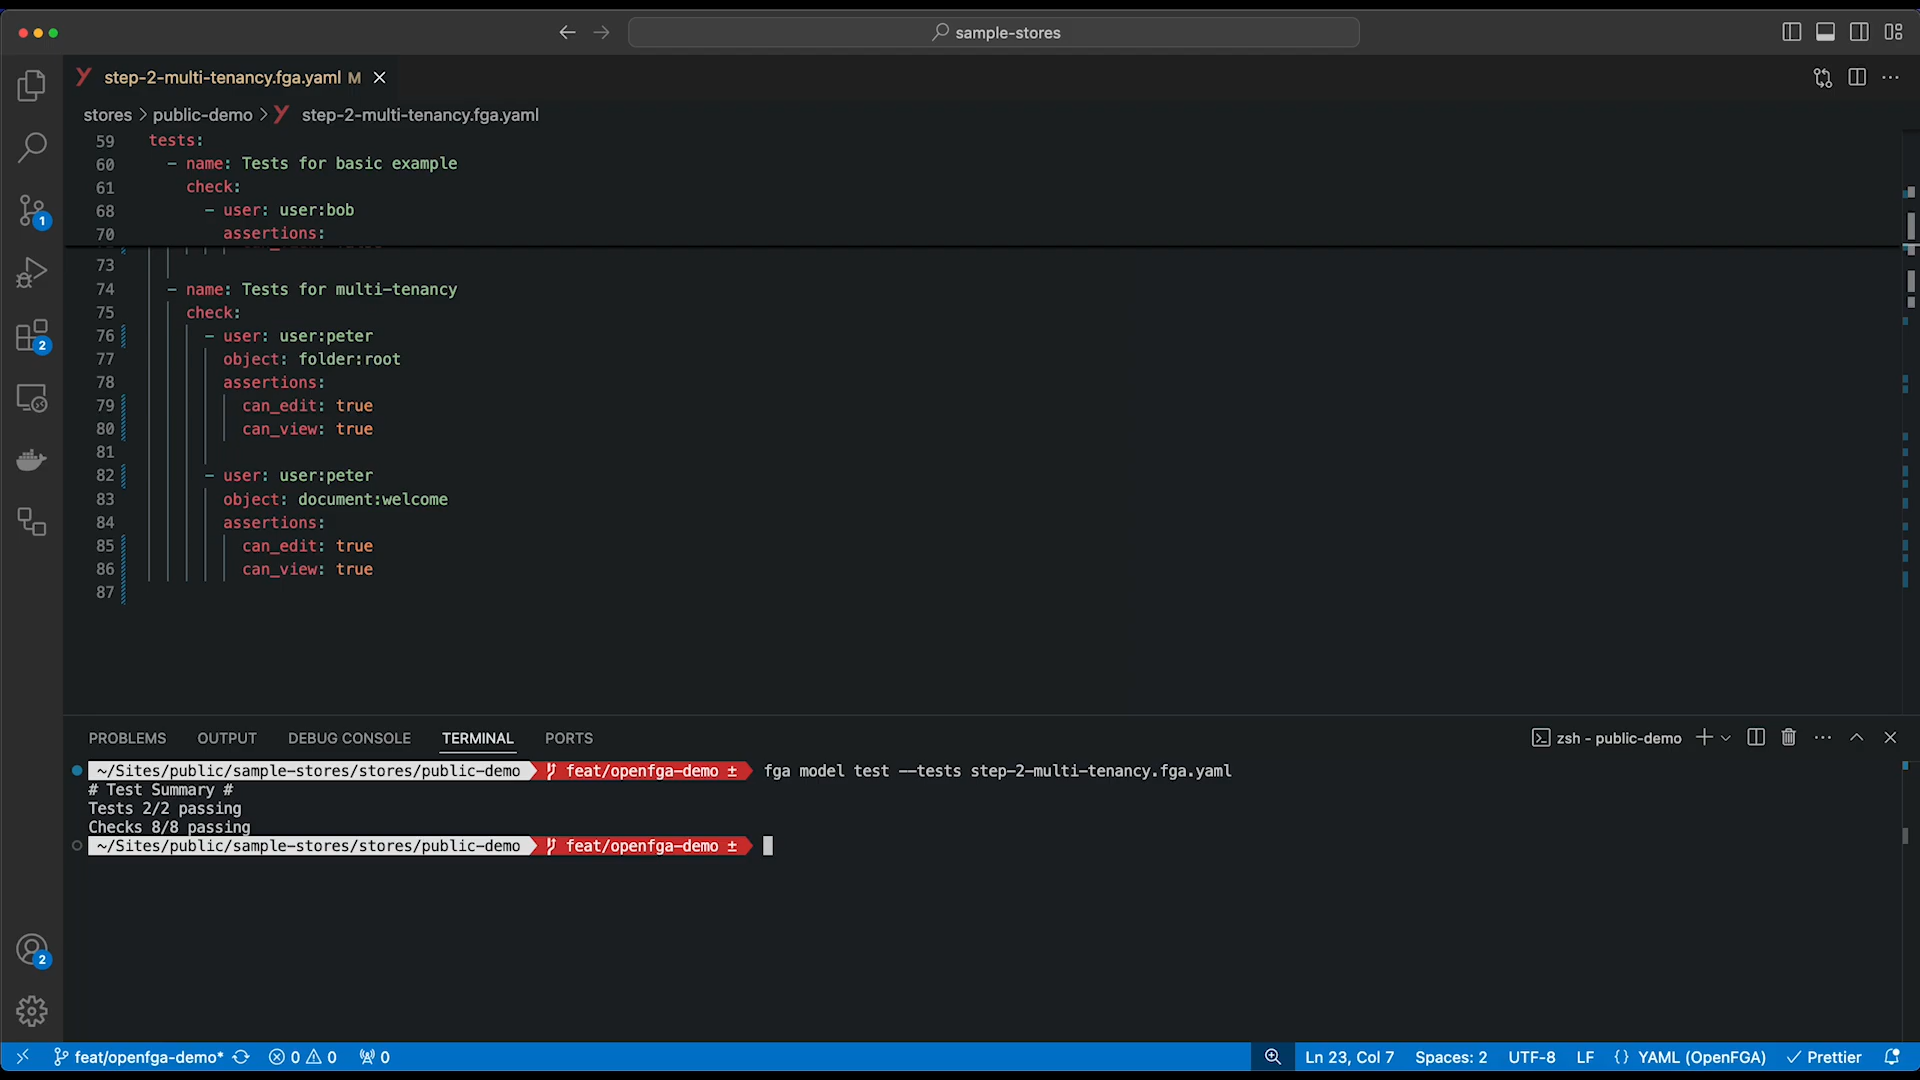 sample-stores
step-2-multi-tenancy.fga.yaml M
stores > public-demo > step-2-multi-tenancy.fga.yaml
59 tests:
60 - name: Tests for basic example
61 check:
68 - user: user:bob
70 assertions:
73
74 - name: Tests for multi-tenancy
75 check:
76 - user: user:peter
77 object: folder:root
78 assertions:
79 can_edit: true
80 can_view: true
81
82 - user: user:peter
83 object: document:welcome
84 assertions:
85 can_edit: true
86 can_view: true
87
1
2
2
PROBLEMS OUTPUT DEBUG CONSOLE TERMINAL PORTS zsh - public-demo
~/Sites/public/sample-stores/stores/public-demo feat/openfga-demo ± fga model test --tests step-2-multi-tenancy.fga.yaml
# Test Summary #
Tests 2/2 passing
Checks 8/8 passing
~/Sites/public/sample-stores/stores/public-demo feat/openfga-demo ±
feat/openfga-demo* 0 0 0 Ln 23, Col 7 Spaces: 2 UTF-8 LF {} YAML (OpenFGA) Prettier